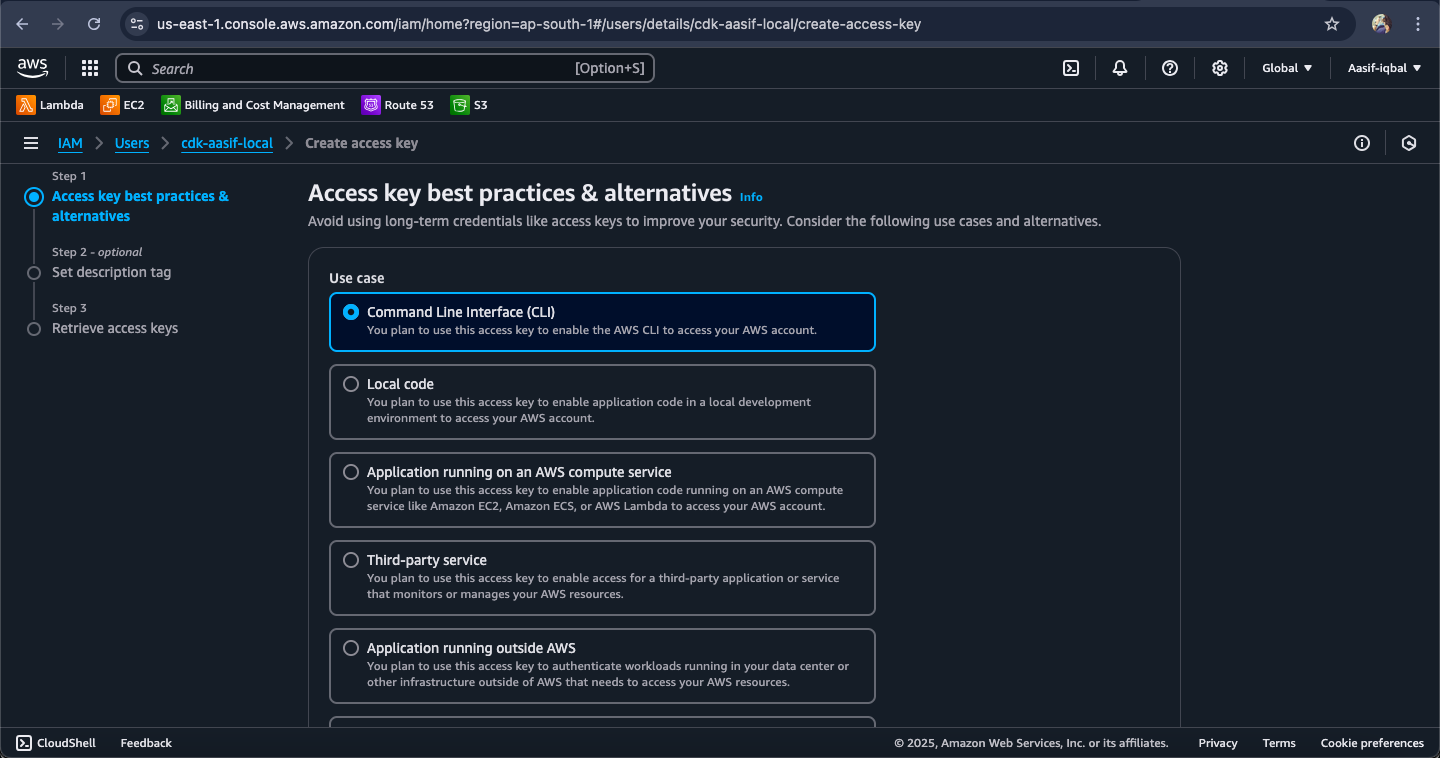 us-east-1.console.aws.amazon.com/iam/home?region=ap-south-1#/users/details/cdk-aasif-local/create-access-key
aws
Search [Option+S]
Global ▼ Aasif-iqbal ▼
Lambda EC2 Billing and Cost Management Route 53 S3
IAM > Users > cdk-aasif-local > Create access key
Step 1
Access key best practices &
alternatives
Step 2 - optional
Set description tag
Step 3
Retrieve access keys
Access key best practices & alternatives Info
Avoid using long-term credentials like access keys to improve your security. Consider the following use cases and alternatives.
Use case
Command Line Interface (CLI)
You plan to use this access key to enable the AWS CLI to access your AWS account.
Local code
You plan to use this access key to enable application code in a local development
environment to access your AWS account.
Application running on an AWS compute service
You plan to use this access key to enable application code running on an AWS compute
service like Amazon EC2, Amazon ECS, or AWS Lambda to access your AWS account.
Third-party service
You plan to use this access key to enable access for a third-party application or service
that monitors or manages your AWS resources.
Application running outside AWS
You plan to use this access key to authenticate workloads running in your data center or
other infrastructure outside of AWS that needs to access your AWS resources.
CloudShell Feedback © 2025, Amazon Web Services, Inc. or its affiliates. Privacy Terms Cookie preferences